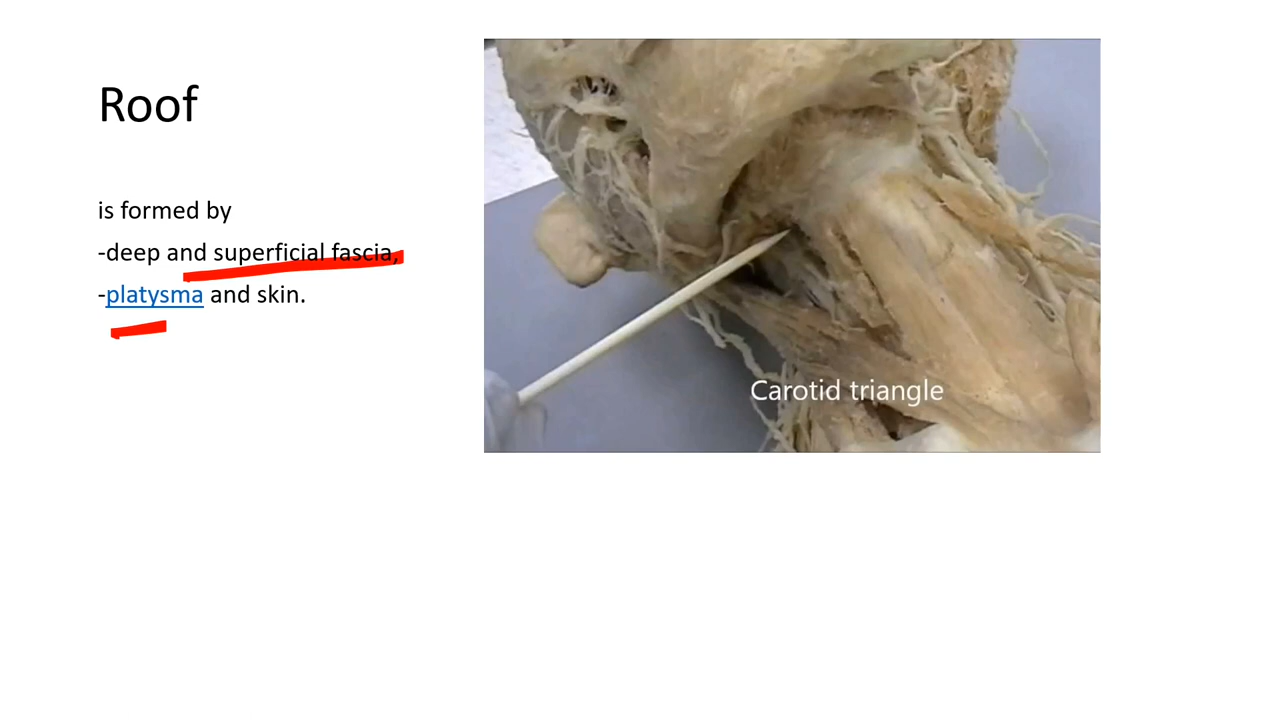 Roof
is formed by
-deep and superficial fascia,
-platysma and skin.
Carotid triangle